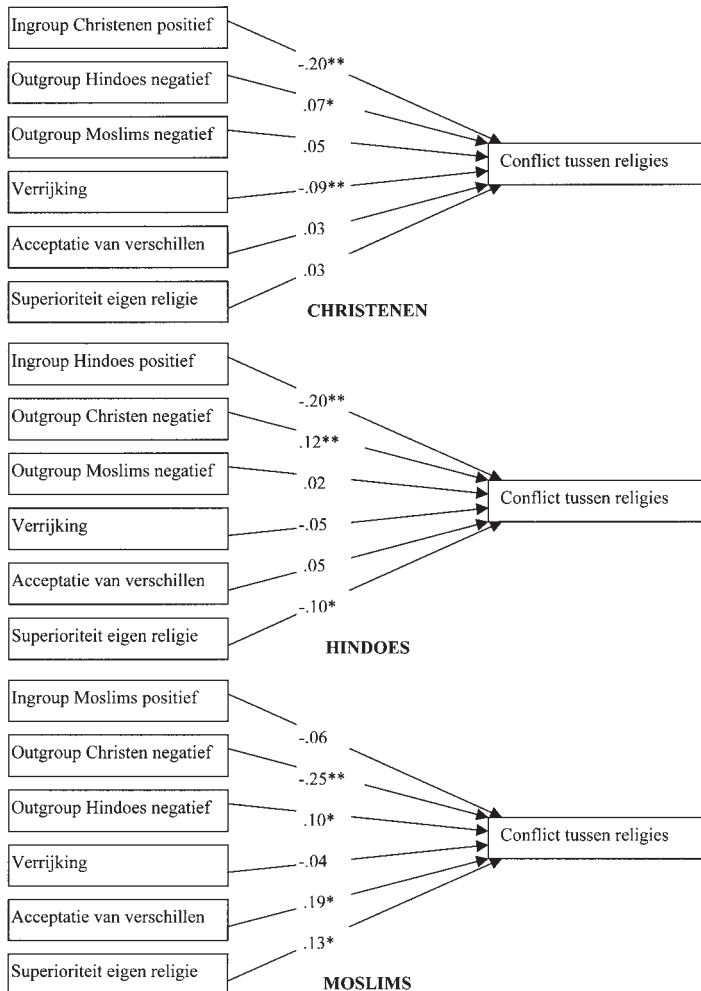 Ingroup Christenen positief
-.20**
Outgroup Hindoes negatief
.07*
Outgroup Moslims negatief
.05
Conflict tussen religies
Verrijking
-.09**
Acceptatie van verschillen
.03
Superioriteit eigen religie
.03
CHRISTENEN
Ingroup Hindoes positief
-.20**
Outgroup Christen negatief
.12**
Outgroup Moslims negatief
.02
Conflict tussen religies
Verrijking
-.05
Acceptatie van verschillen
.05
Superioriteit eigen religie
-.10*
HINDOES
Ingroup Moslims positief
-.06
Outgroup Christen negatief
-.25**
Outgroup Hindoes negatief
.10*
Conflict tussen religies
Verrijking
-.04
Acceptatie van verschillen
.19*
Superioriteit eigen religie
.13*
MOSLIMS